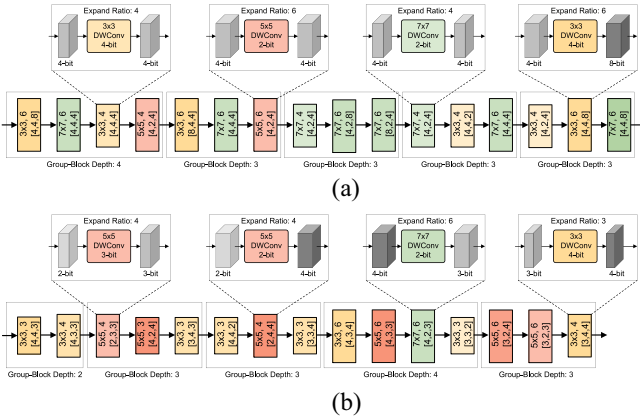 Expand Ratio: 4
3x3
DWConv
4-bit
4-bit
4-bit
Expand Ratio: 6
5x5
DWConv
2-bit
4-bit
4-bit
Expand Ratio: 4
7x7
DWConv
2-bit
4-bit
4-bit
Expand Ratio: 6
3x3
DWConv
4-bit
4-bit
8-bit
3x3, 6
[4,4,8]
7x7, 6
[4,4,4]
3x3, 4
[4,4,4]
5x5, 4
[4,2,4]
3x3, 6
[8,4,4]
7x7, 6
[4,4,4]
5x5, 6
[4,2,4]
7x7, 4
[4,2,4]
7x7, 6
[4,2,8]
7x7, 6
[8,2,4]
7x7, 4
[4,2,4]
3x3, 4
[4,2,4]
7x7, 6
[4,4,4]
3x3, 4
[4,2,4]
3x3, 6
[4,4,8]
7x7, 6
[4,4,8]
Group-Block Depth: 4
Group-Block Depth: 3
Group-Block Depth: 3
Group-Block Depth: 3
Group-Block Depth: 3
(a)
Expand Ratio: 4
5x5
DWConv
3-bit
2-bit
3-bit
Expand Ratio: 4
5x5
DWConv
2-bit
2-bit
4-bit
Expand Ratio: 6
7x7
DWConv
2-bit
4-bit
3-bit
Expand Ratio: 3
3x3
DWConv
4-bit
3-bit
4-bit
3x3, 3
[4,4,3]
3x3, 4
[3,4,3]
5x5, 4
[2,3,3]
5x5, 3
[4,2,4]
3x3, 3
[3,4,3]
3x3, 3
[4,4,2]
5x5, 4
[2,4,4]
3x3, 3
[3,3,4]
3x3, 6
[3,4,4]
5x5, 6
[4,3,3]
7x7, 6
[4,2,3]
3x3, 3
[3,3,2]
5x5, 6
[3,2,4]
5x5, 6
[3,2,3]
3x3, 4
[3,4,4]
Group-Block Depth: 2
Group-Block Depth: 3
Group-Block Depth: 3
Group-Block Depth: 4
Group-Block Depth: 3
(b)